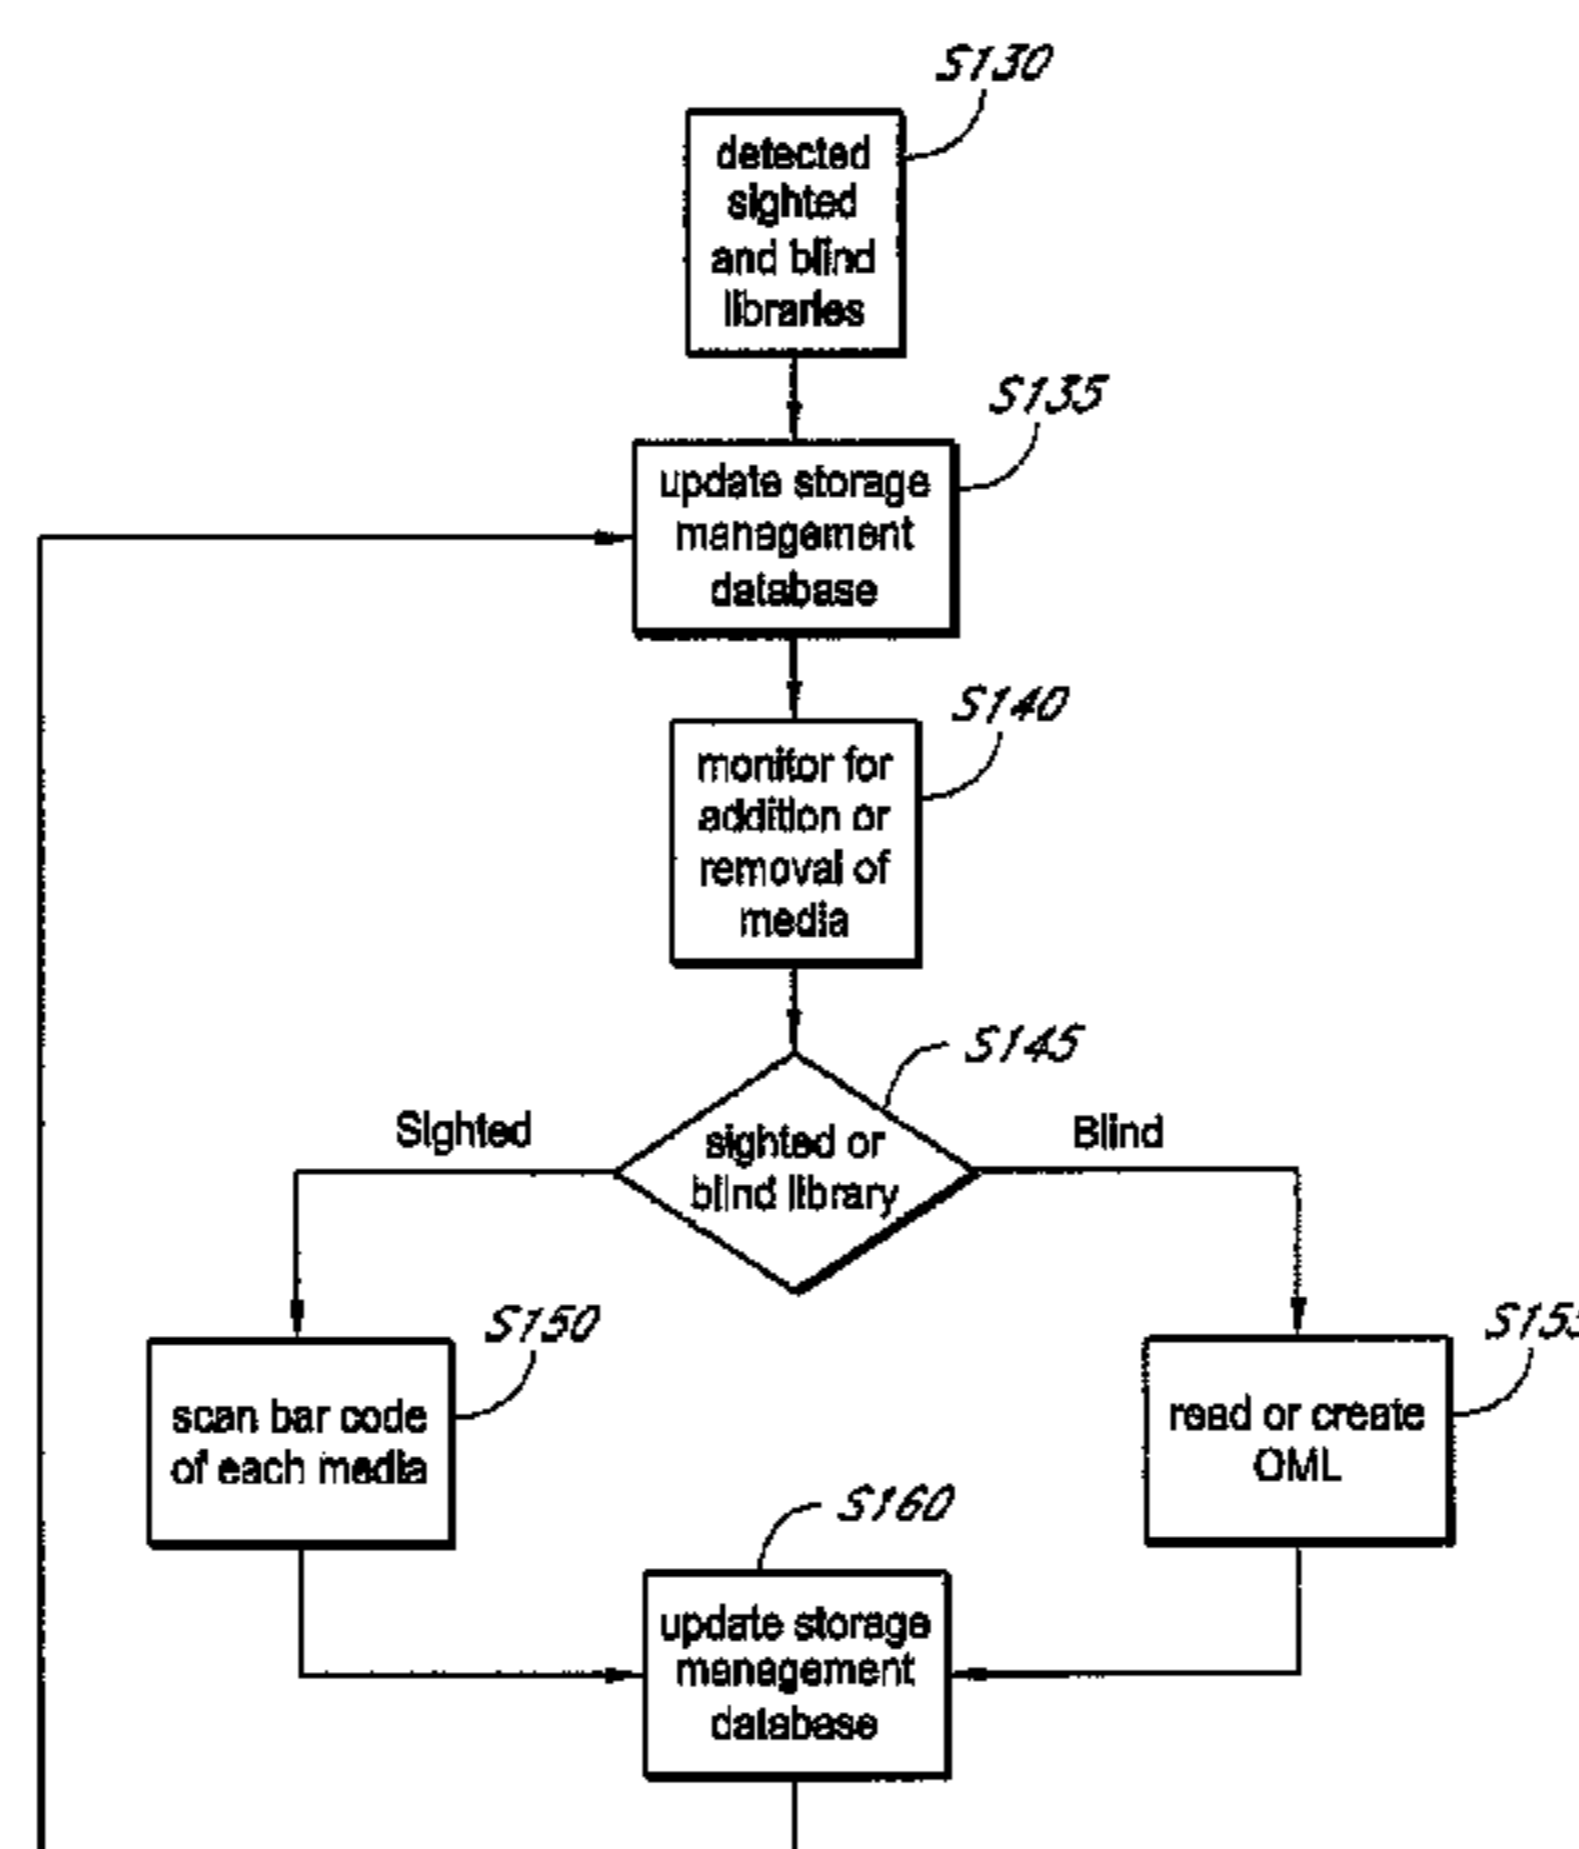 S130
detected
sighted
and blind
libraries
S135
update storage
management
database
S140
monitor for
addition or
removal of
media
S145
Sighted
sighted or
blind library
Blind
S150
scan bar code
of each media
S155
read or create
OML
S160
update storage
management
database